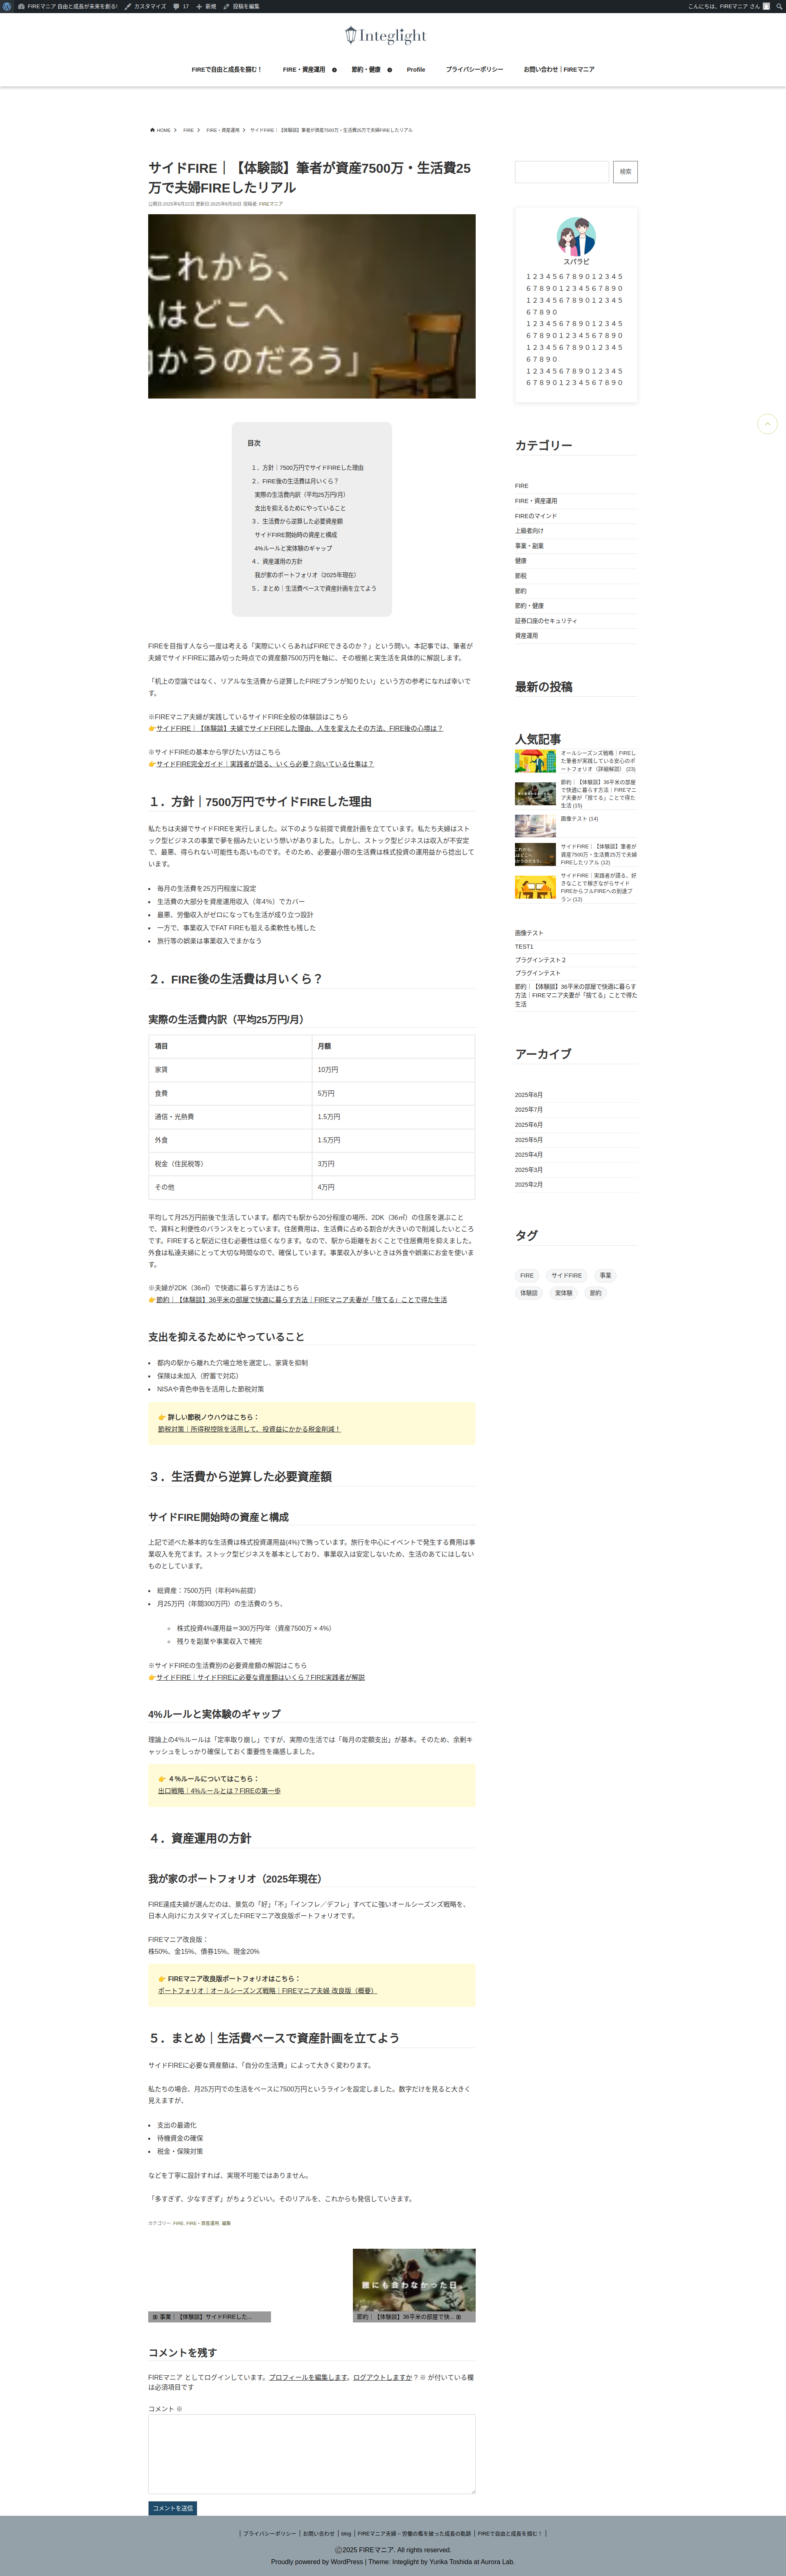 FIREマニア 自由と成長が未来を創る!
カスタマイズ
17
新規
投稿を編集
こんにちは、FIREマニア さん
Integlight
FIREで自由と成長を掴む！
FIRE・資産運用
節約・健康
Profile
プライバシーポリシー
お問い合わせ｜FIREマニア
HOME
FIRE
FIRE・資産運用
サイドFIRE｜【体験談】筆者が資産7500万・生活費25万で夫婦FIREしたリアル
サイドFIRE｜【体験談】筆者が資産7500万・生活費25
万で夫婦FIREしたリアル
公開日:2025年6月22日 更新日:2025年8月30日 投稿者: FIREマニア
これから、
はどこへ
かうのだろう」
目次
１．方針｜7500万円でサイドFIREした理由
２．FIRE後の生活費は月いくら？
実際の生活費内訳（平均25万円/月）
支出を抑えるためにやっていること
３．生活費から逆算した必要資産額
サイドFIRE開始時の資産と構成
4%ルールと実体験のギャップ
４．資産運用の方針
我が家のポートフォリオ（2025年現在）
５．まとめ｜生活費ベースで資産計画を立てよう
FIREを目指す人なら一度は考える「実際にいくらあればFIREできるのか？」という問い。本記事では、筆者が
夫婦でサイドFIREに踏み切った時点での資産額7500万円を軸に、その根拠と実生活を具体的に解説します。
「机上の空論ではなく、リアルな生活費から逆算したFIREプランが知りたい」という方の参考になれば幸いで
す。
※FIREマニア夫婦が実践しているサイドFIRE全般の体験談はこちら
👉サイドFIRE｜【体験談】夫婦でサイドFIREした理由、人生を変えたその方法、FIRE後の心境は？
※サイドFIREの基本から学びたい方はこちら
👉サイドFIRE完全ガイド｜実践者が語る、いくら必要？向いている仕事は？
１．方針｜7500万円でサイドFIREした理由
私たちは夫婦でサイドFIREを実行しました。以下のような前提で資産計画を立てています。私たち夫婦はスト
ック型ビジネスの事業で夢を掴みたいという想いがありました。しかし、ストック型ビジネスは収入が不安定
で、最悪、得られない可能性も高いものです。そのため、必要最小限の生活費は株式投資の運用益から捻出して
います。
• 毎月の生活費を25万円程度に設定
• 生活費の大部分を資産運用収入（年4%）でカバー
• 最悪、労働収入がゼロになっても生活が成り立つ設計
• 一方で、事業収入でFAT FIREも狙える柔軟性も残した
• 旅行等の娯楽は事業収入でまかなう
２．FIRE後の生活費は月いくら？
実際の生活費内訳（平均25万円/月）
項目 月額
家賃 10万円
食費 5万円
通信・光熱費 1.5万円
外食 1.5万円
税金（住民税等） 3万円
その他 4万円
平均して月25万円前後で生活しています。都内でも駅から20分程度の場所、2DK（36㎡）の住居を選ぶこと
で、賃料と利便性のバランスをとっています。住居費用は、生活費に占める割合が大きいので削減したいところ
です。FIREすると駅近に住む必要性は低くなります。なので、駅から距離をおくことで住居費用を抑えました。
外食は私達夫婦にとって大切な時間なので、確保しています。事業収入が多いときは外食や娯楽にお金を使いま
す。
※夫婦が2DK（36㎡）で快適に暮らす方法はこちら
👉節約｜【体験談】36平米の部屋で快適に暮らす方法｜FIREマニア夫妻が「捨てる」ことで得た生活
支出を抑えるためにやっていること
• 都内の駅から離れた穴場立地を選定し、家賃を抑制
• 保険は未加入（貯蓄で対応）
• NISAや青色申告を活用した節税対策
👉 詳しい節税ノウハウはこちら：
節税対策｜所得税控除を活用して、投資益にかかる税金削減！
３．生活費から逆算した必要資産額
サイドFIRE開始時の資産と構成
上記で述べた基本的な生活費は株式投資運用益(4%)で賄っています。旅行を中心にイベントで発生する費用は事
業収入を充てます。ストック型ビジネスを基本としており、事業収入は安定しないため、生活のあてにはしない
ものとしています。
• 総資産：7500万円（年利4%前提）
• 月25万円（年間300万円）の生活費のうち、
◦ 株式投資4%運用益＝300万円/年（資産7500万 × 4%）
◦ 残りを副業や事業収入で補完
※サイドFIREの生活費別の必要資産額の解説はこちら
👉サイドFIRE｜サイドFIREに必要な資産額はいくら？FIRE実践者が解説
4%ルールと実体験のギャップ
理論上の4％ルールは「定率取り崩し」ですが、実際の生活では「毎月の定額支出」が基本。そのため、余剰キ
ャッシュをしっかり確保しておく重要性を痛感しました。
👉 ４％ルールについてはこちら：
出口戦略｜4%ルールとは？FIREの第一歩
４．資産運用の方針
我が家のポートフォリオ（2025年現在）
FIRE達成夫婦が選んだのは、景気の「好」「不」「インフレ／デフレ」すべてに強いオールシーズンズ戦略を、
日本人向けにカスタマイズしたFIREマニア改良版ポートフォリオです。
FIREマニア改良版：
株50%、金15%、債券15%、現金20%
👉 FIREマニア改良版ポートフォリオはこちら：
ポートフォリオ｜オールシーズンズ戦略｜FIREマニア夫婦 改良版（概要）
５．まとめ｜生活費ベースで資産計画を立てよう
サイドFIREに必要な資産額は、「自分の生活費」によって大きく変わります。
私たちの場合、月25万円での生活をベースに7500万円というラインを設定しました。数字だけを見ると大きく
見えますが、
• 支出の最適化
• 待機資金の確保
• 税金・保険対策
などを丁寧に設計すれば、実現不可能ではありません。
「多すぎず、少なすぎず」がちょうどいい。そのリアルを、これからも発信していきます。
カテゴリー :FIRE, FIRE・資産運用, 編集
事業｜【体験談】サイドFIREした...
誰にも会わなかった日
節約｜【体験談】36平米の部屋で快...
コメントを残す
FIREマニア としてログインしています。プロフィールを編集します。ログアウトしますか？※ が付いている欄
は必須項目です
コメント ※
コメントを送信
検索
スパラビ
１２３４５６７８９０１２３４５
６７８９０１２３４５６７８９０
１２３４５６７８９０１２３４５
６７８９０
１２３４５６７８９０１２３４５
６７８９０１２３４５６７８９０
１２３４５６７８９０１２３４５
６７８９０
１２３４５６７８９０１２３４５
６７８９０１２３４５６７８９０
カテゴリー
FIRE
FIRE・資産運用
FIREのマインド
上級者向け
事業・副業
健康
節税
節約
節約・健康
証券口座のセキュリティ
資産運用
最新の投稿
人気記事
オールシーズンズ戦略｜FIREし
た筆者が実践している安心のポ
ートフォリオ（詳細解説） (23)
節約｜【体験談】36平米の部屋
で快適に暮らす方法｜FIREマニ
ア夫妻が「捨てる」ことで得た
生活 (15)
画像テスト (14)
サイドFIRE｜【体験談】筆者が
資産7500万・生活費25万で夫婦
FIREしたリアル (12)
サイドFIRE｜実践者が語る、好
きなことで稼ぎながらサイド
FIREからフルFIREへの到達プ
ラン (12)
画像テスト
TEST1
プラグインテスト２
プラグインテスト
節約｜【体験談】36平米の部屋で快適に暮らす
方法｜FIREマニア夫妻が「捨てる」ことで得た
生活
アーカイブ
2025年8月
2025年7月
2025年6月
2025年5月
2025年4月
2025年3月
2025年2月
タグ
FIRE
サイドFIRE
事業
体験談
実体験
節約
プライバシーポリシー | お問い合わせ | blog | FIREマニア夫婦 – 労働の檻を破った成長の軌跡 | FIREで自由と成長を掴む！
Ⓒ2025 FIREマニア. All rights reserved.
Proudly powered by WordPress | Theme: Integlight by Yurika Toshida at Aurora Lab.